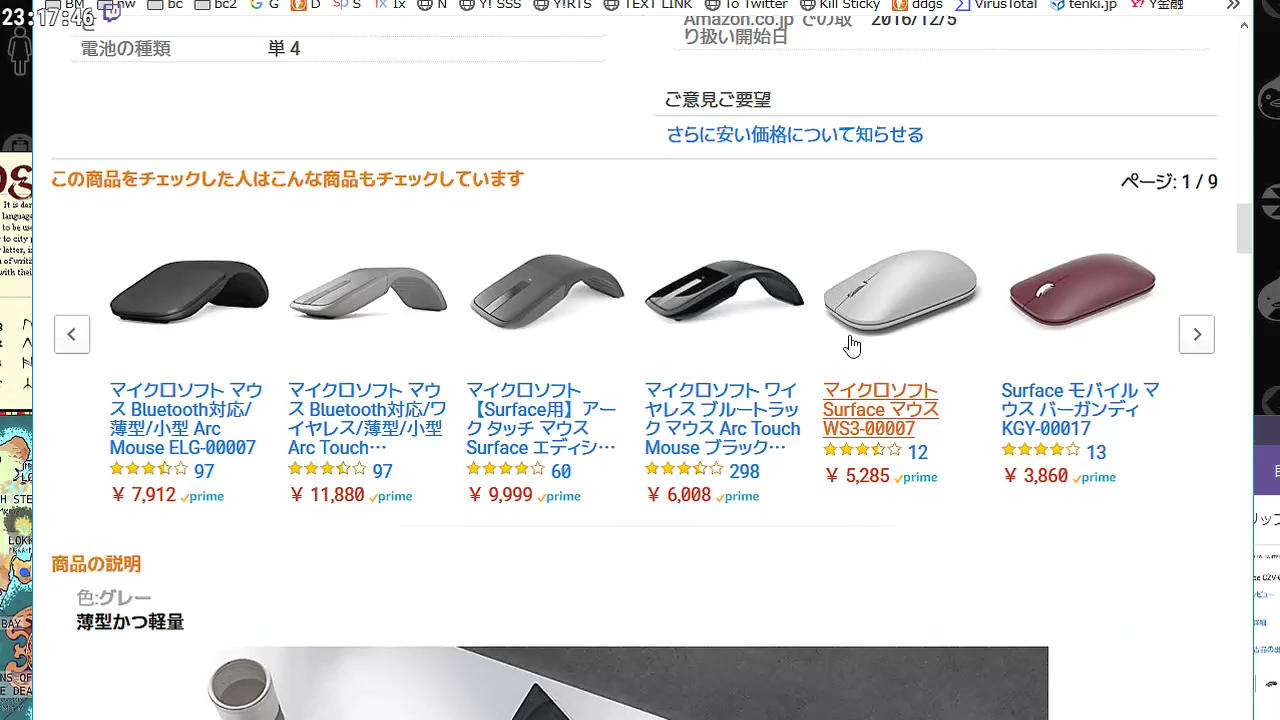 23:17:46
BM
nw
bc
bc2
G
D
S
Ix
N
Y! SSS
Y!RTS
TEXT LINK
To Twitter
Kill Sticky
ddgs
VirusTotal
tenki.jp
Y金融
電池の種類 単4
Amazon.co.jp での取り扱い開始日 2016/12/5
ご意見ご要望
さらに安い価格について知らせる
この商品をチェックした人はこんな商品もチェックしています
ページ: 1 / 9
マイクロソフト マウ
ス Bluetooth対応/
薄型/小型 Arc
Mouse ELG-00007
97
￥ 7,912 prime
マイクロソフト マウ
ス Bluetooth対応/ワ
イヤレス/薄型/小型
Arc Touch…
97
￥ 11,880 prime
マイクロソフト
【Surface用】アー
ク タッチ マウス
Surface エディシ…
60
￥ 9,999 prime
マイクロソフト ワイ
ヤレス ブルートラッ
ク マウス Arc Touch
Mouse ブラック…
298
￥ 6,008 prime
マイクロソフト
Surface マウス
WS3-00007
12
￥ 5,285 prime
Surface モバイル マ
ウス バーガンディ
KGY-00017
13
￥ 3,860 prime
商品の説明
色:グレー
薄型かつ軽量